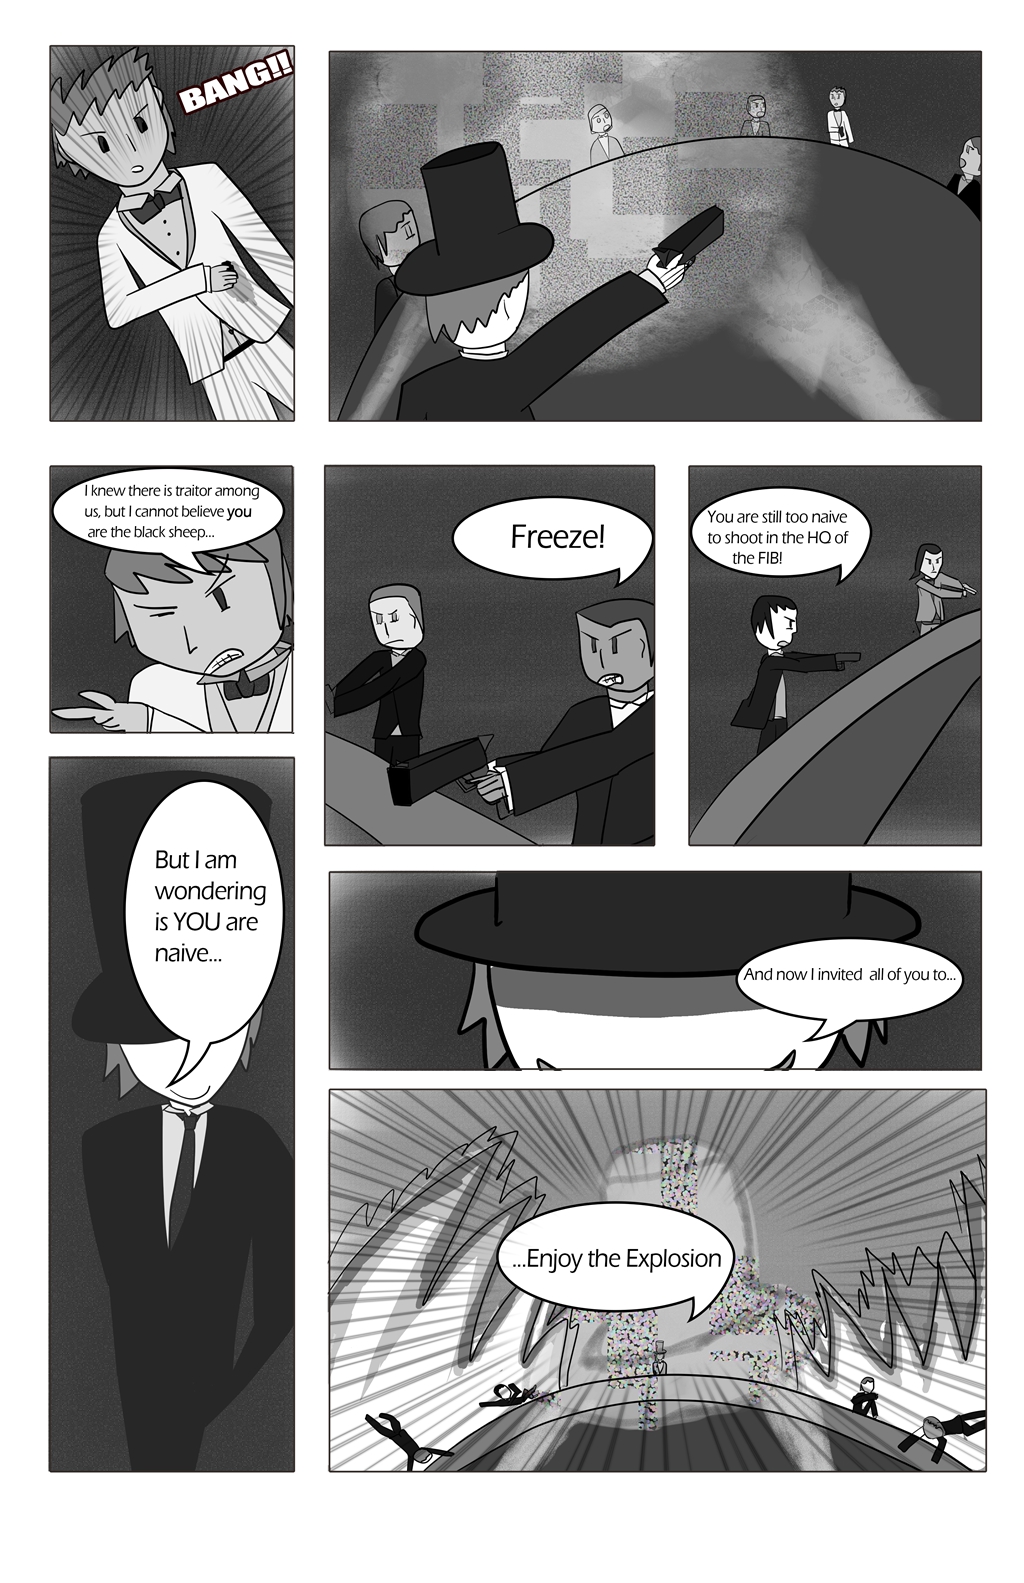 BANG!!
I knew there is traitor among
us, but I cannot believe you
are the black sheep...
Freeze!
You are still too naive
to shoot in the HQ of
the FIB!
But I am
wondering
is YOU are
naive...
And now I invited all of you to...
...Enjoy the Explosion